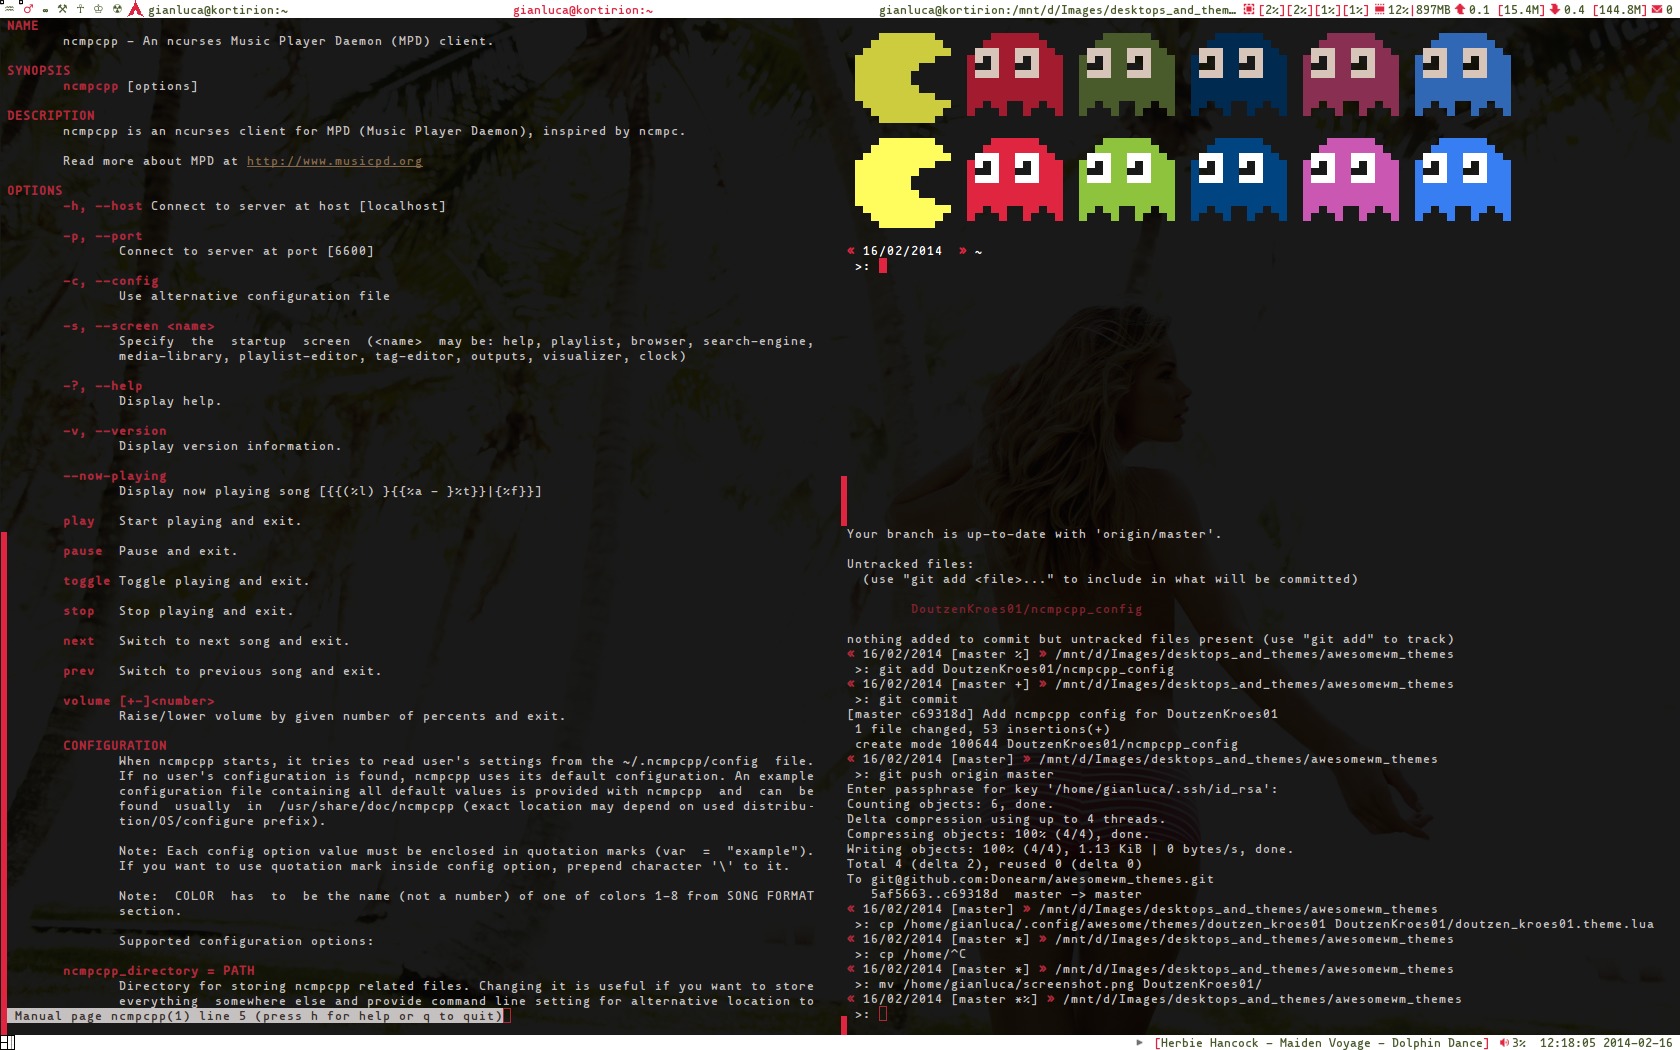 gianluca@kortirion:~
gianluca@kortirion:~
gianluca@kortirion:/mnt/d/Images/desktops_and_them… [2%][2%][1%][1%] 12%|897MB 0.1 [15.4M] 0.4 [144.8M] 0
NAME
ncmpcpp - An ncurses Music Player Daemon (MPD) client.
SYNOPSIS
ncmpcpp [options]
DESCRIPTION
ncmpcpp is an ncurses client for MPD (Music Player Daemon), inspired by ncmpc.
Read more about MPD at http://www.musicpd.org
OPTIONS
-h, --host Connect to server at host [localhost]
-p, --port
Connect to server at port [6600]
-c, --config
Use alternative configuration file
-s, --screen <name>
Specify the startup screen (<name> may be: help, playlist, browser, search-engine,
media-library, playlist-editor, tag-editor, outputs, visualizer, clock)
-?, --help
Display help.
-v, --version
Display version information.
--now-playing
Display now playing song [{{{(%l) }{{%a - }%t}}|{%f}}]
play Start playing and exit.
pause Pause and exit.
toggle Toggle playing and exit.
stop Stop playing and exit.
next Switch to next song and exit.
prev Switch to previous song and exit.
volume [+-]<number>
Raise/lower volume by given number of percents and exit.
CONFIGURATION
When ncmpcpp starts, it tries to read user's settings from the ~/.ncmpcpp/config file.
If no user's configuration is found, ncmpcpp uses its default configuration. An example
configuration file containing all default values is provided with ncmpcpp and can be
found usually in /usr/share/doc/ncmpcpp (exact location may depend on used distribu-
tion/OS/configure prefix).
Note: Each config option value must be enclosed in quotation marks (var = "example").
If you want to use quotation mark inside config option, prepend character '\' to it.
Note: COLOR has to be the name (not a number) of one of colors 1-8 from SONG FORMAT
section.
Supported configuration options:
ncmpcpp_directory = PATH
Directory for storing ncmpcpp related files. Changing it is useful if you want to store
everything somewhere else and provide command line setting for alternative location to
Manual page ncmpcpp(1) line 5 (press h for help or q to quit)
« 16/02/2014 » ~
>:
Your branch is up-to-date with 'origin/master'.
Untracked files:
(use "git add <file>..." to include in what will be committed)
DoutzenKroes01/ncmpcpp_config
nothing added to commit but untracked files present (use "git add" to track)
« 16/02/2014 [master %] » /mnt/d/Images/desktops_and_themes/awesomewm_themes
>: git add DoutzenKroes01/ncmpcpp_config
« 16/02/2014 [master +] » /mnt/d/Images/desktops_and_themes/awesomewm_themes
>: git commit
[master c69318d] Add ncmpcpp config for DoutzenKroes01
1 file changed, 53 insertions(+)
create mode 100644 DoutzenKroes01/ncmpcpp_config
« 16/02/2014 [master] » /mnt/d/Images/desktops_and_themes/awesomewm_themes
>: git push origin master
Enter passphrase for key '/home/gianluca/.ssh/id_rsa':
Counting objects: 6, done.
Delta compression using up to 4 threads.
Compressing objects: 100% (4/4), done.
Writing objects: 100% (4/4), 1.13 KiB | 0 bytes/s, done.
Total 4 (delta 2), reused 0 (delta 0)
To git@github.com:Donearm/awesomewm_themes.git
5af5663..c69318d master -> master
« 16/02/2014 [master] » /mnt/d/Images/desktops_and_themes/awesomewm_themes
>: cp /home/gianluca/.config/awesome/themes/doutzen_kroes01 DoutzenKroes01/doutzen_kroes01.theme.lua
« 16/02/2014 [master *] » /mnt/d/Images/desktops_and_themes/awesomewm_themes
>: cp /home/^C
« 16/02/2014 [master *] » /mnt/d/Images/desktops_and_themes/awesomewm_themes
>: mv /home/gianluca/screenshot.png DoutzenKroes01/
« 16/02/2014 [master *%] » /mnt/d/Images/desktops_and_themes/awesomewm_themes
>:
[Herbie Hancock - Maiden Voyage - Dolphin Dance] 3% 12:18:05 2014-02-16